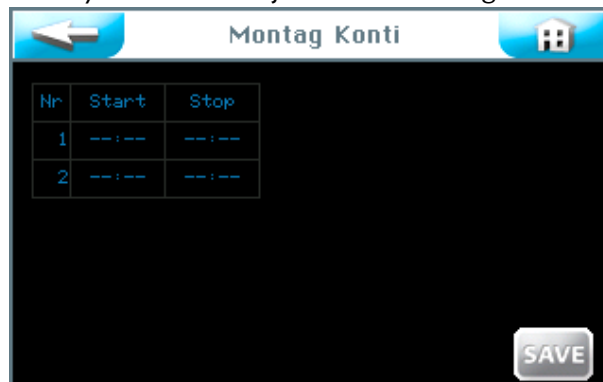 Montag Konti
Nr Start Stop
1 --:-- --:--
2 --:-- --:--
SAVE